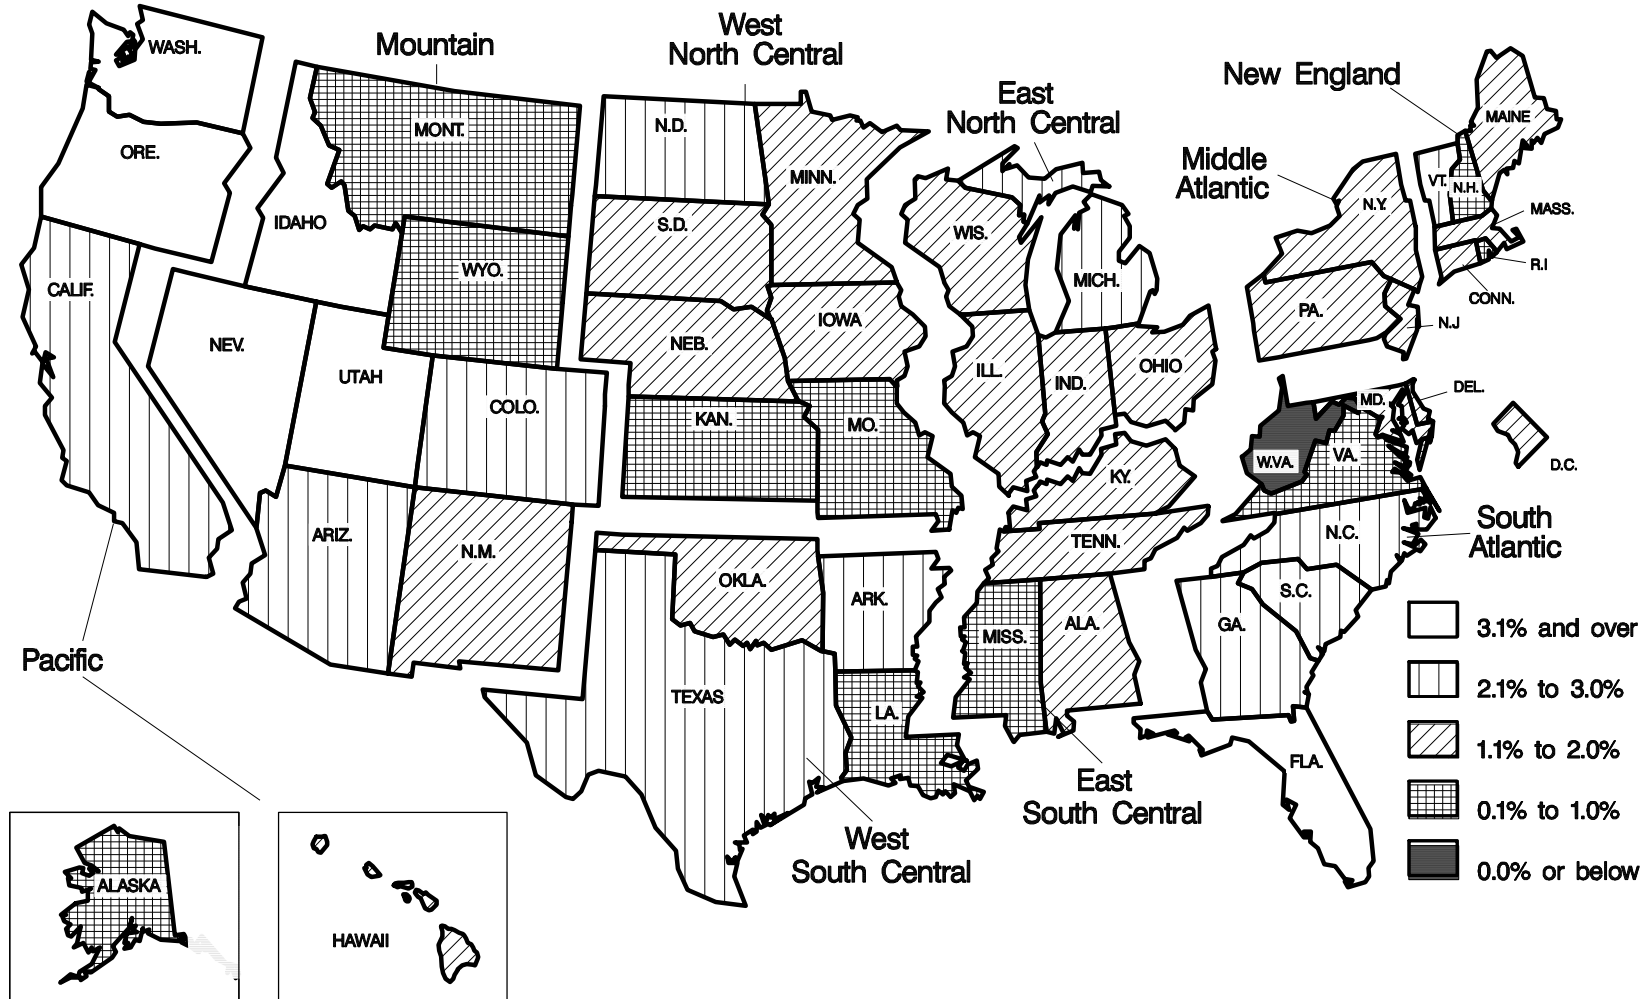 West
North Central
Mountain
New England
East
North Central
Middle
Atlantic
WASH.
ORE.
MONT.
IDAHO
WYO.
CALIF.
NEV.
UTAH
COLO.
ARIZ.
N.M.
N.D.
MINN.
S.D.
NEB.
IOWA
KAN.
MO.
OKLA.
ARK.
TEXAS
LA.
WIS.
MICH.
ILL.
IND.
OHIO
KY.
TENN.
MISS.
ALA.
MAINE
VT.
N.H.
N.Y.
MASS.
R.I
CONN.
PA.
N.J
MD.
DEL.
W.VA.
VA.
D.C.
N.C.
S.C.
GA.
FLA.
South
Atlantic
Pacific
East
South Central
West
South Central
ALASKA
HAWAII
3.1% and over
2.1% to 3.0%
1.1% to 2.0%
0.1% to 1.0%
0.0% or below